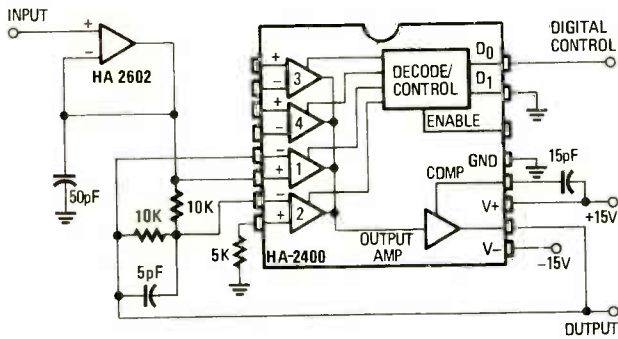 INPUT
+
−
HA 2602
50pF
10K
10K
5pF
5K
+
−
3
+
−
4
−
+
1
−
+
2
HA-2400
DECODE/
CONTROL
D0
D1
ENABLE
GND
COMP
V+
V−
OUTPUT
AMP
DIGITAL
CONTROL
15pF
+15V
−15V
OUTPUT